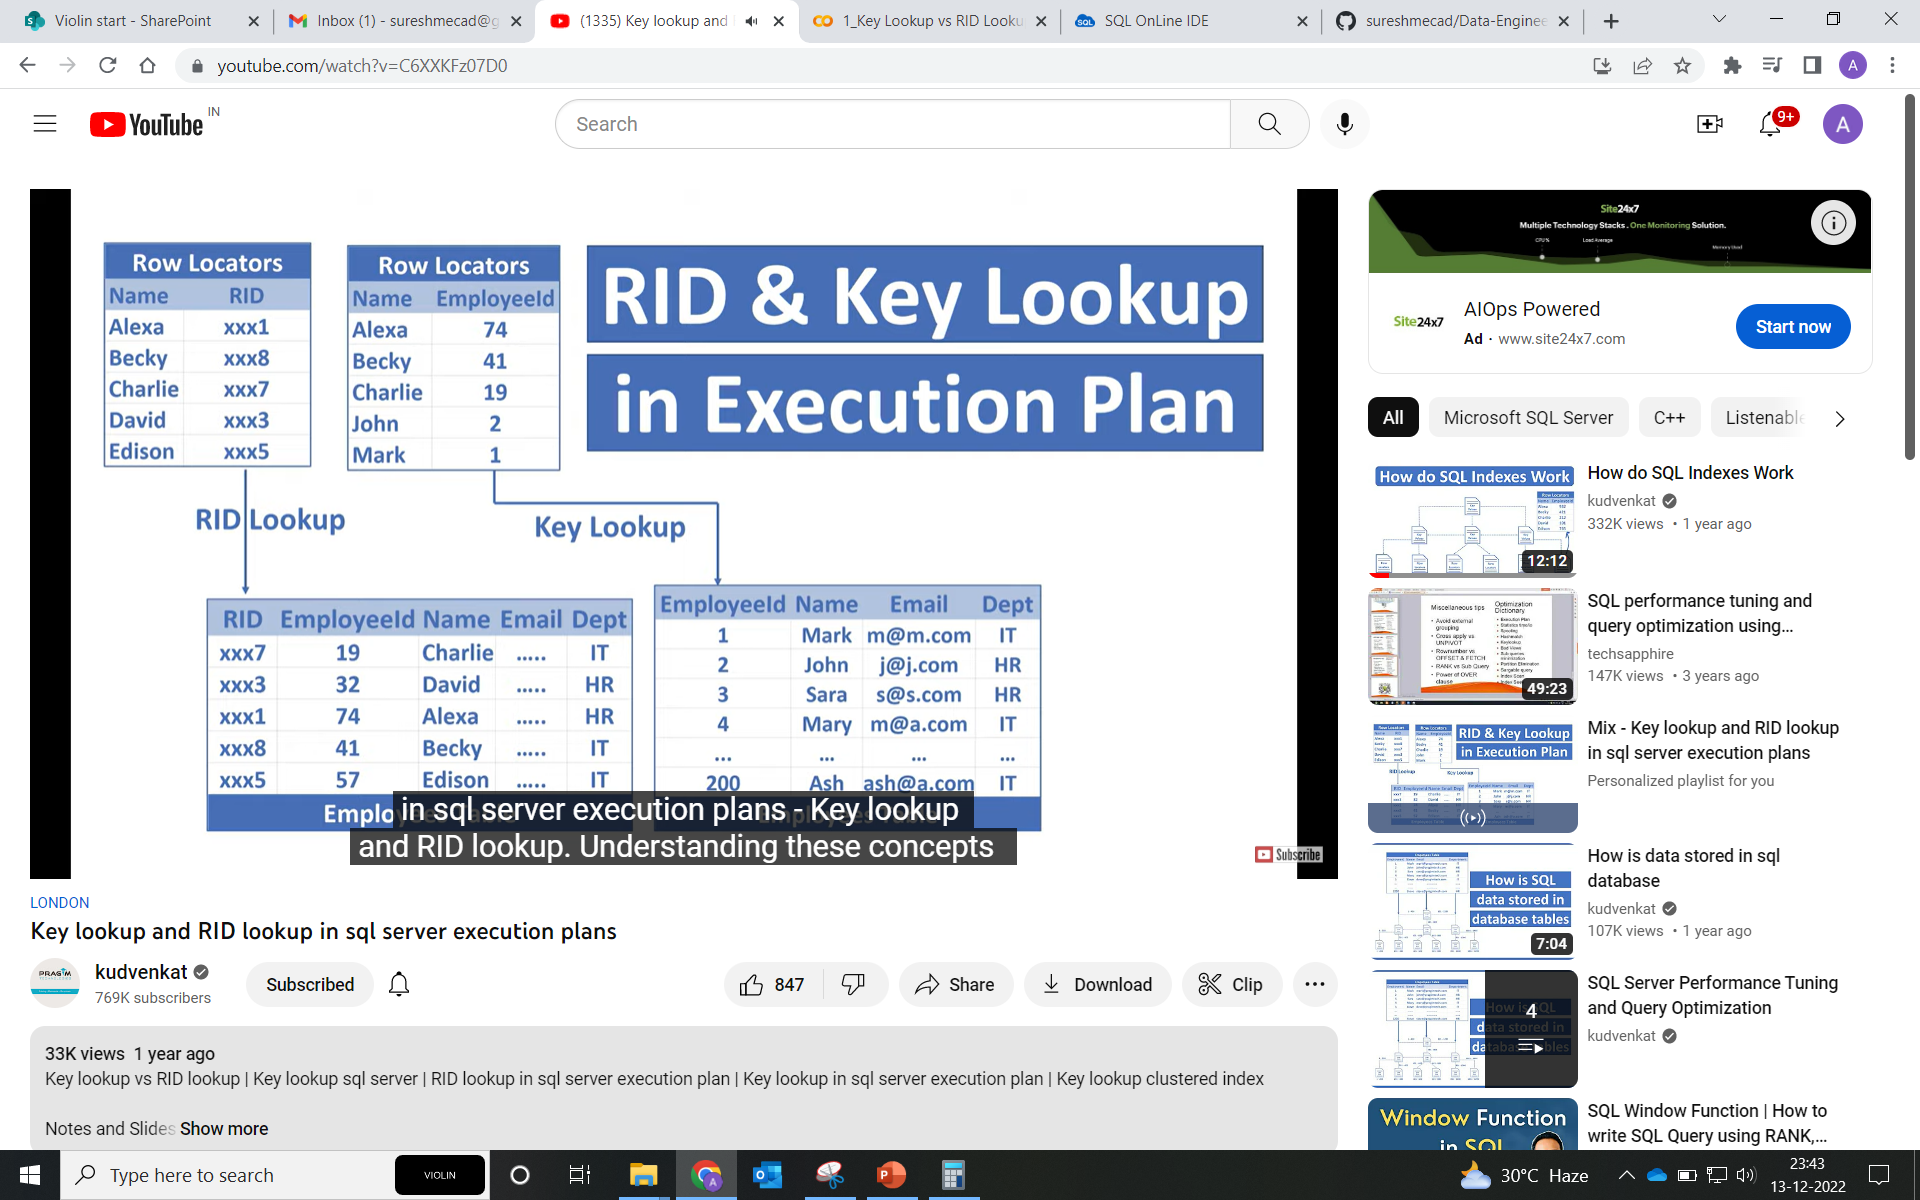 Violin start - SharePoint
Inbox (1) - sureshmecad@g
(1335) Key lookup and
1_Key Lookup vs RID Looku
SQL OnLine IDE
sureshmecad/Data-Enginee
youtube.com/watch?v=C6XXKFz07D0
A
YouTube IN
Search
9+
A
Row Locators
Name RID
Alexa xxx1
Becky xxx8
Charlie xxx7
David xxx3
Edison xxx5
Row Locators
Name EmployeeId
Alexa 74
Becky 41
Charlie 19
John 2
Mark 1
RID & Key Lookup
in Execution Plan
RID Lookup
Key Lookup
RID EmployeeId Name Email Dept
xxx7 19 Charlie ..... IT
xxx3 32 David ..... HR
xxx1 74 Alexa ..... HR
xxx8 41 Becky ..... IT
xxx5 57 Edison ..... IT
EmployeeId Name Email Dept
1 Mark m@m.com IT
2 John j@j.com HR
3 Sara s@s.com HR
4 Mary m@a.com IT
... ... ... ...
200 Ash ash@a.com IT
in sql server execution plans - Key lookup
and RID lookup. Understanding these concepts
Subscribe
LONDON
Key lookup and RID lookup in sql server execution plans
PRAGIM
kudvenkat
769K subscribers
Subscribed
847
Share
Download
Clip
33K views 1 year ago
Key lookup vs RID lookup | Key lookup sql server | RID lookup in sql server execution plan | Key lookup in sql server execution plan | Key lookup clustered index
Notes and Slides Show more
Site24x7
Multiple Technology Stacks. One Monitoring Solution.
CPU %
Load Average
Memory Used
Site24x7
AIOps Powered
Ad · www.site24x7.com
Start now
All
Microsoft SQL Server
C++
Listenable
How do SQL Indexes Work
12:12
How do SQL Indexes Work
kudvenkat
332K views • 1 year ago
Miscellaneous tips
Optimization
Dictionary
49:23
SQL performance tuning and
query optimization using...
techsapphire
147K views • 3 years ago
RID & Key Lookup
in Execution Plan
Mix - Key lookup and RID lookup
in sql server execution plans
Personalized playlist for you
How is SQL
data stored in
database tables
7:04
How is data stored in sql
database
kudvenkat
107K views • 1 year ago
4
SQL Server Performance Tuning
and Query Optimization
kudvenkat
Window Function
in SQL
SQL Window Function | How to
write SQL Query using RANK,...
Type here to search
VIOLIN
30°C Haze
23:43
13-12-2022